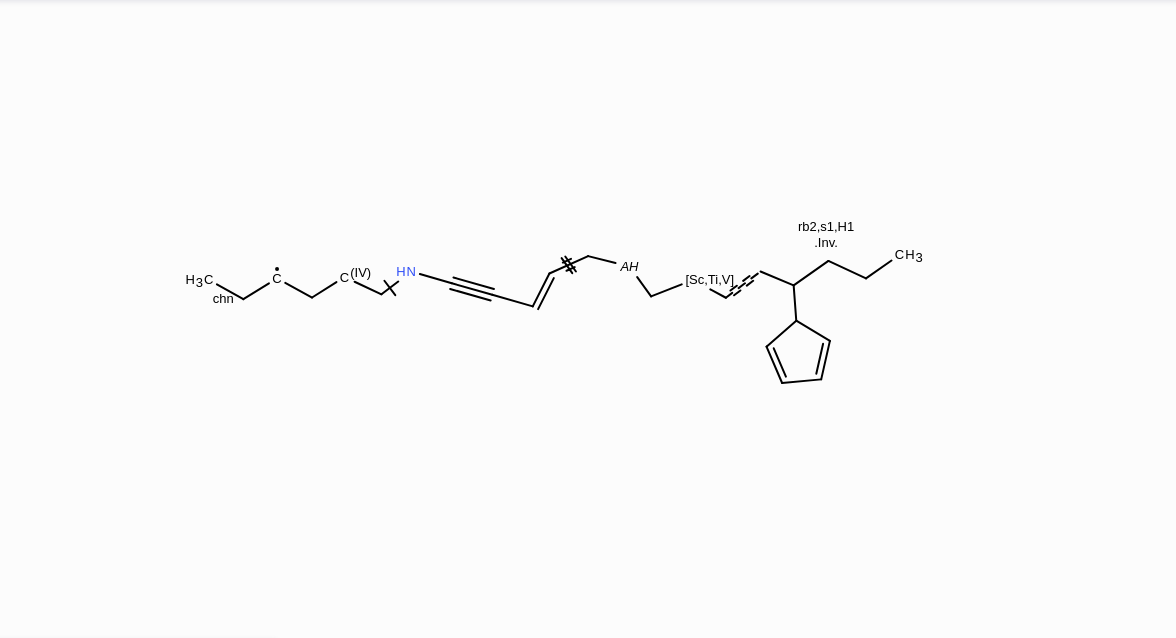 rb2,s1,H1
.Inv.
H3C
chn
C
C(IV)
HN
AH
[Sc,Ti,V]
CH3